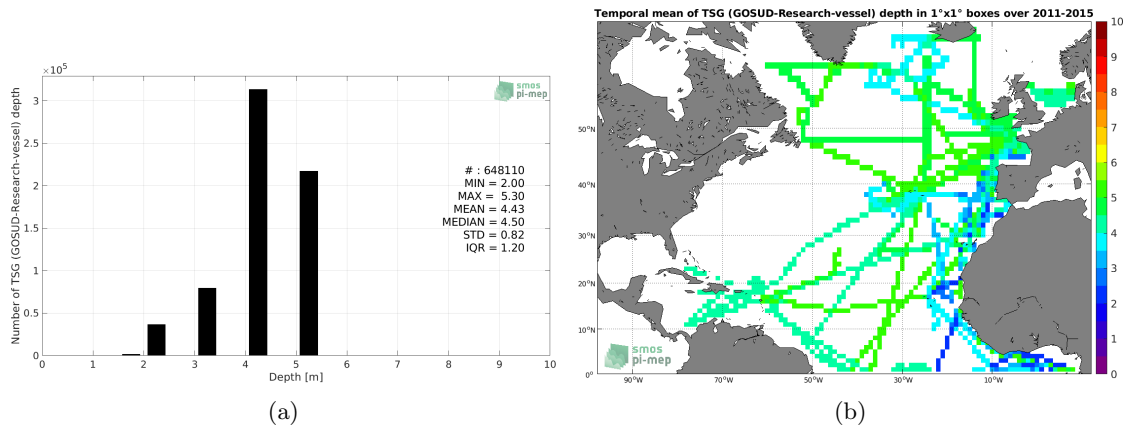 ×10⁵
Number of TSG (GOSUD-Research-vessel) depth
3
2.5
2
1.5
1
0.5
0
0 1 2 3 4 5 6 7 8 9 10
Depth [m]
smos
pi-mep
# : 648110
MIN = 2.00
MAX = 5.30
MEAN = 4.43
MEDIAN = 4.50
STD = 0.82
IQR = 1.20
(a)
Temporal mean of TSG (GOSUD-Research-vessel) depth in 1°x1° boxes over 2011-2015
50°N
40°N
30°N
20°N
10°N
0°
90°W 70°W 50°W 30°W 10°W
smos
pi-mep
10
9
8
7
6
5
4
3
2
1
0
(b)